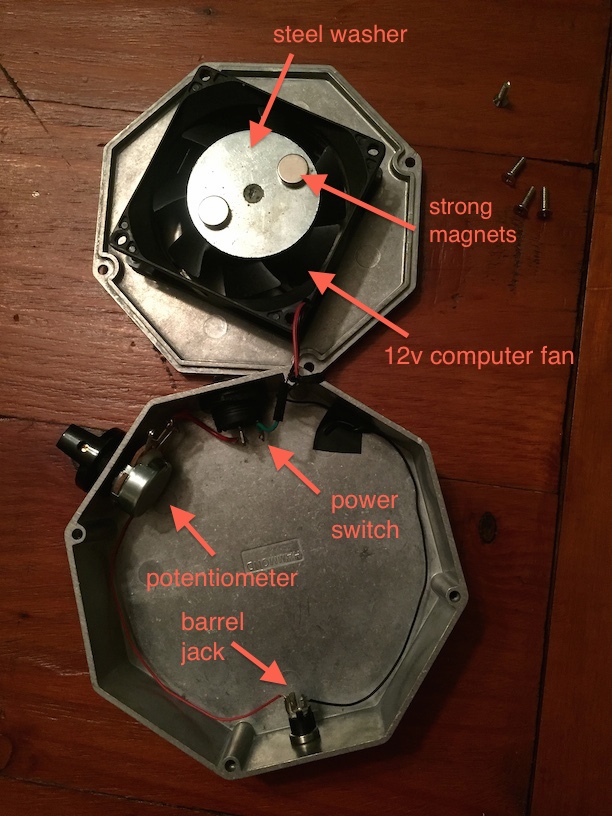 steel washer
strong
magnets
12v computer fan
power
switch
potentiometer
barrel
jack